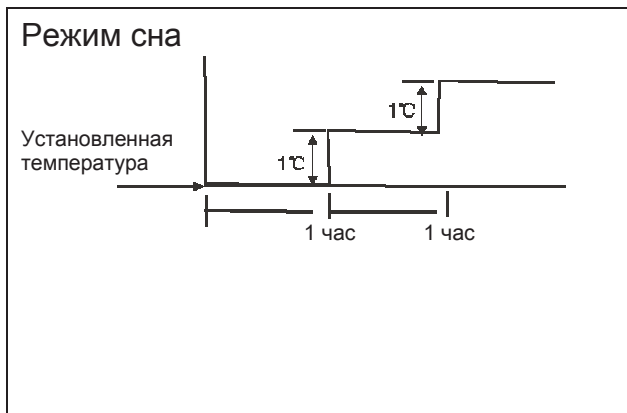 Режим сна
1℃
Установленная
температура
1℃
1 час
1 час